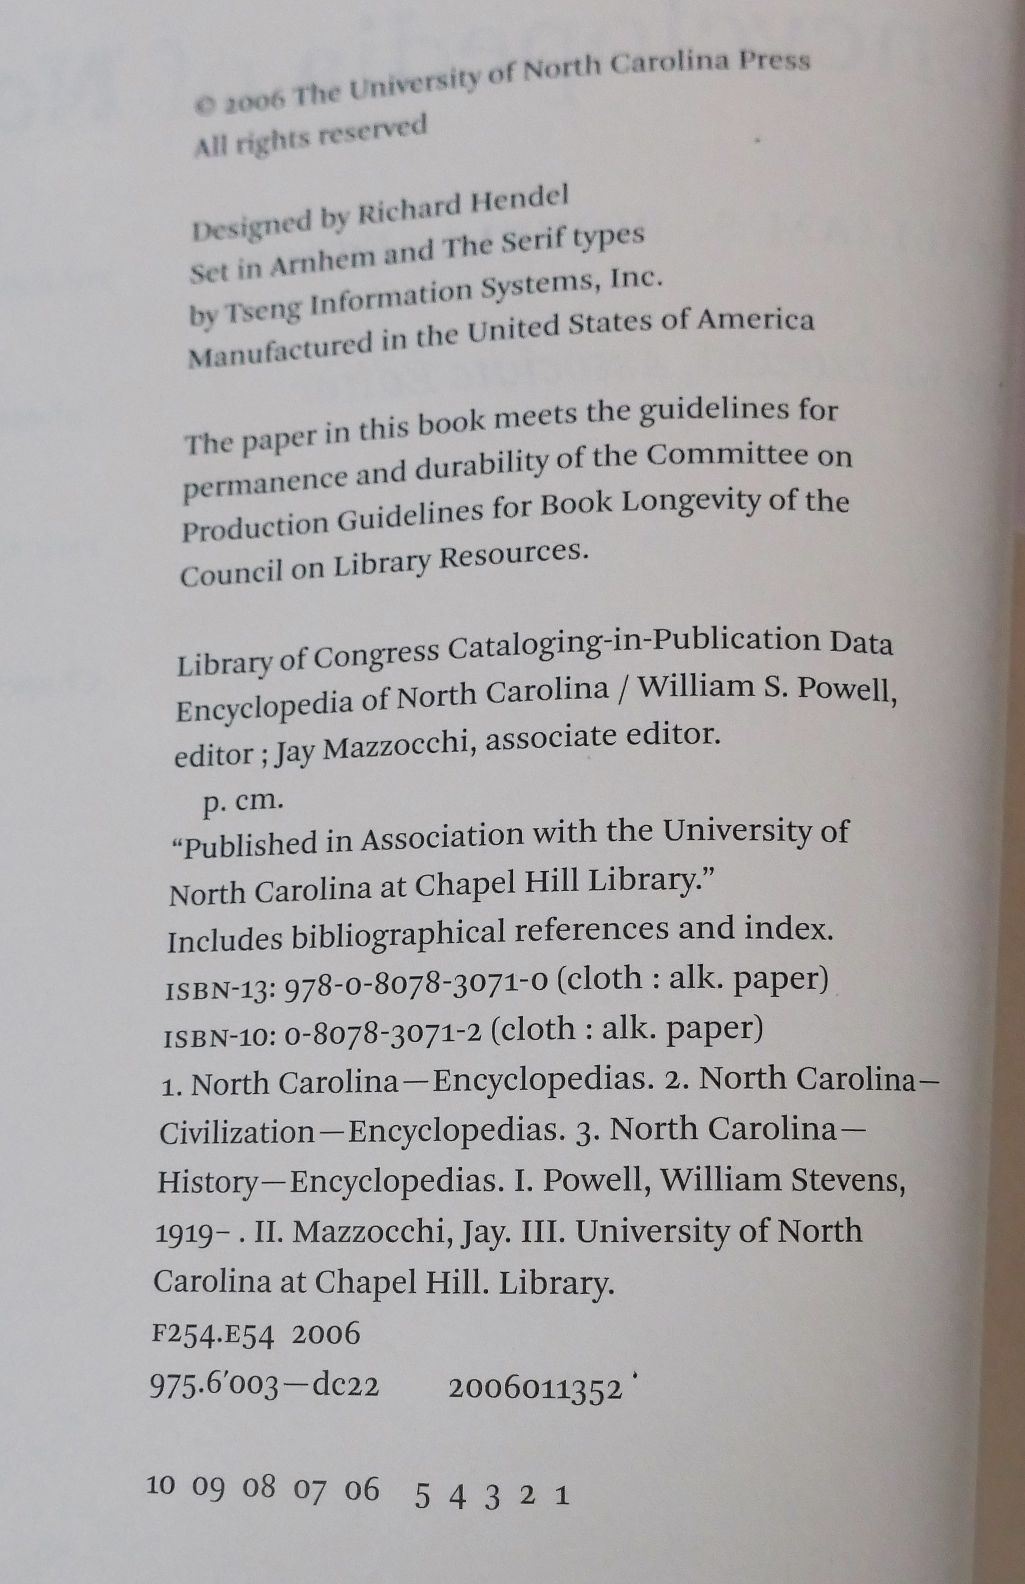 © 2006 The University of North Carolina Press
All rights reserved
Designed by Richard Hendel
Set in Arnhem and The Serif types
by Tseng Information Systems, Inc.
Manufactured in the United States of America
The paper in this book meets the guidelines for
permanence and durability of the Committee on
Production Guidelines for Book Longevity of the
Council on Library Resources.
Library of Congress Cataloging-in-Publication Data
Encyclopedia of North Carolina / William S. Powell,
editor ; Jay Mazzocchi, associate editor.
p. cm.
“Published in Association with the University of
North Carolina at Chapel Hill Library.”
Includes bibliographical references and index.
ISBN-13: 978-0-8078-3071-0 (cloth : alk. paper)
ISBN-10: 0-8078-3071-2 (cloth : alk. paper)
1. North Carolina—Encyclopedias. 2. North Carolina—
Civilization—Encyclopedias. 3. North Carolina—
History—Encyclopedias. I. Powell, William Stevens,
1919– . II. Mazzocchi, Jay. III. University of North
Carolina at Chapel Hill. Library.
F254.E54 2006
975.6′003—dc22 2006011352
10 09 08 07 06 5 4 3 2 1